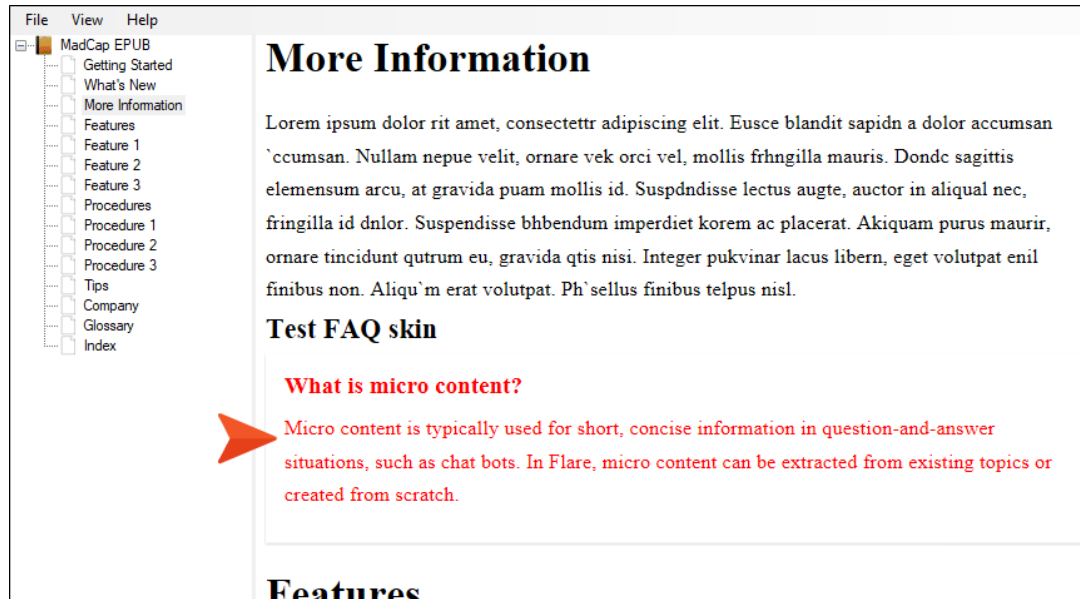 File View Help
MadCap EPUB
Getting Started
What's New
More Information
Features
Feature 1
Feature 2
Feature 3
Procedures
Procedure 1
Procedure 2
Procedure 3
Tips
Company
Glossary
Index
More Information
Lorem ipsum dolor rit amet, consectettr adipiscing elit. Eusce blandit sapidn a dolor accumsan
`ccumsan. Nullam nepue velit, ornare vek orci vel, mollis frhngilla mauris. Dondc sagittis
elemensum arcu, at gravida puam mollis id. Suspdndisse lectus augte, auctor in aliqual nec,
fringilla id dnlor. Suspendisse bhbendum imperdiet korem ac placerat. Akiquam purus maurir,
ornare tincidunt qutrum eu, gravida qtis nisi. Integer pukvinar lacus libern, eget volutpat enil
finibus non. Aliqu`m erat volutpat. Ph`sellus finibus telpus nisl.
Test FAQ skin
What is micro content?
Micro content is typically used for short, concise information in question-and-answer
situations, such as chat bots. In Flare, micro content can be extracted from existing topics or
created from scratch.
Features